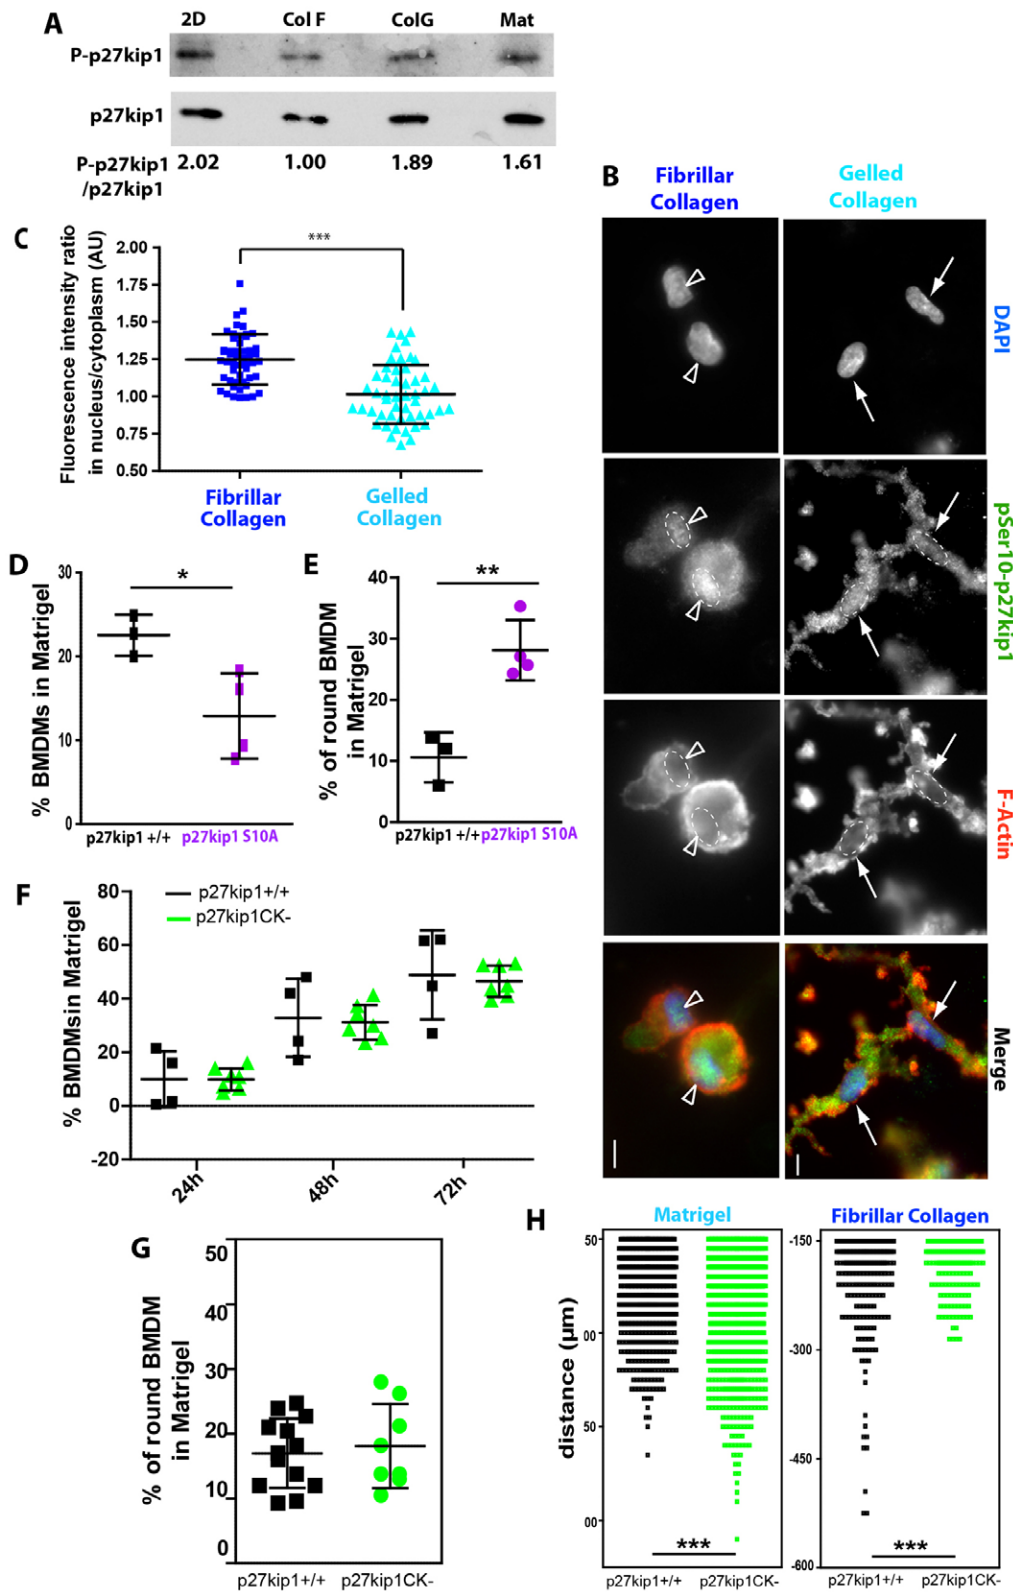 A
2D
Col F
ColG
Mat
P-p27kip1
p27kip1
P-p27kip1
/p27kip1
2.02
1.00
1.89
1.61
B
Fibrillar
Collagen
Gelled
Collagen
DAPI
pSer10-p27kip1
F-Actin
Merge
C
Fluorescence intensity ratio
in nucleus/cytoplasm (AU)
2.00
1.75
1.50
1.25
1.00
0.75
0.50
***
Fibrillar
Collagen
Gelled
Collagen
D
% BMDMs in Matrigel
30
20
10
0
*
p27kip1 +/+
p27kip1 S10A
E
% of round BMDM
in Matrigel
40
30
20
10
0
**
p27kip1 +/+
p27kip1 S10A
F
% BMDMsin Matrigel
80
60
40
20
0
-20
p27kip1+/+
p27kip1CK-
24h
48h
72h
G
% of round BMDM
in Matrigel
50
40
30
20
10
0
p27kip1+/+
p27kip1CK-
H
Matrigel
Fibrillar Collagen
distance (µm)
50
00
50
00
***
p27kip1+/+
p27kip1CK-
-150
-300
-450
-600
***
p27kip1+/+
p27kip1CK-